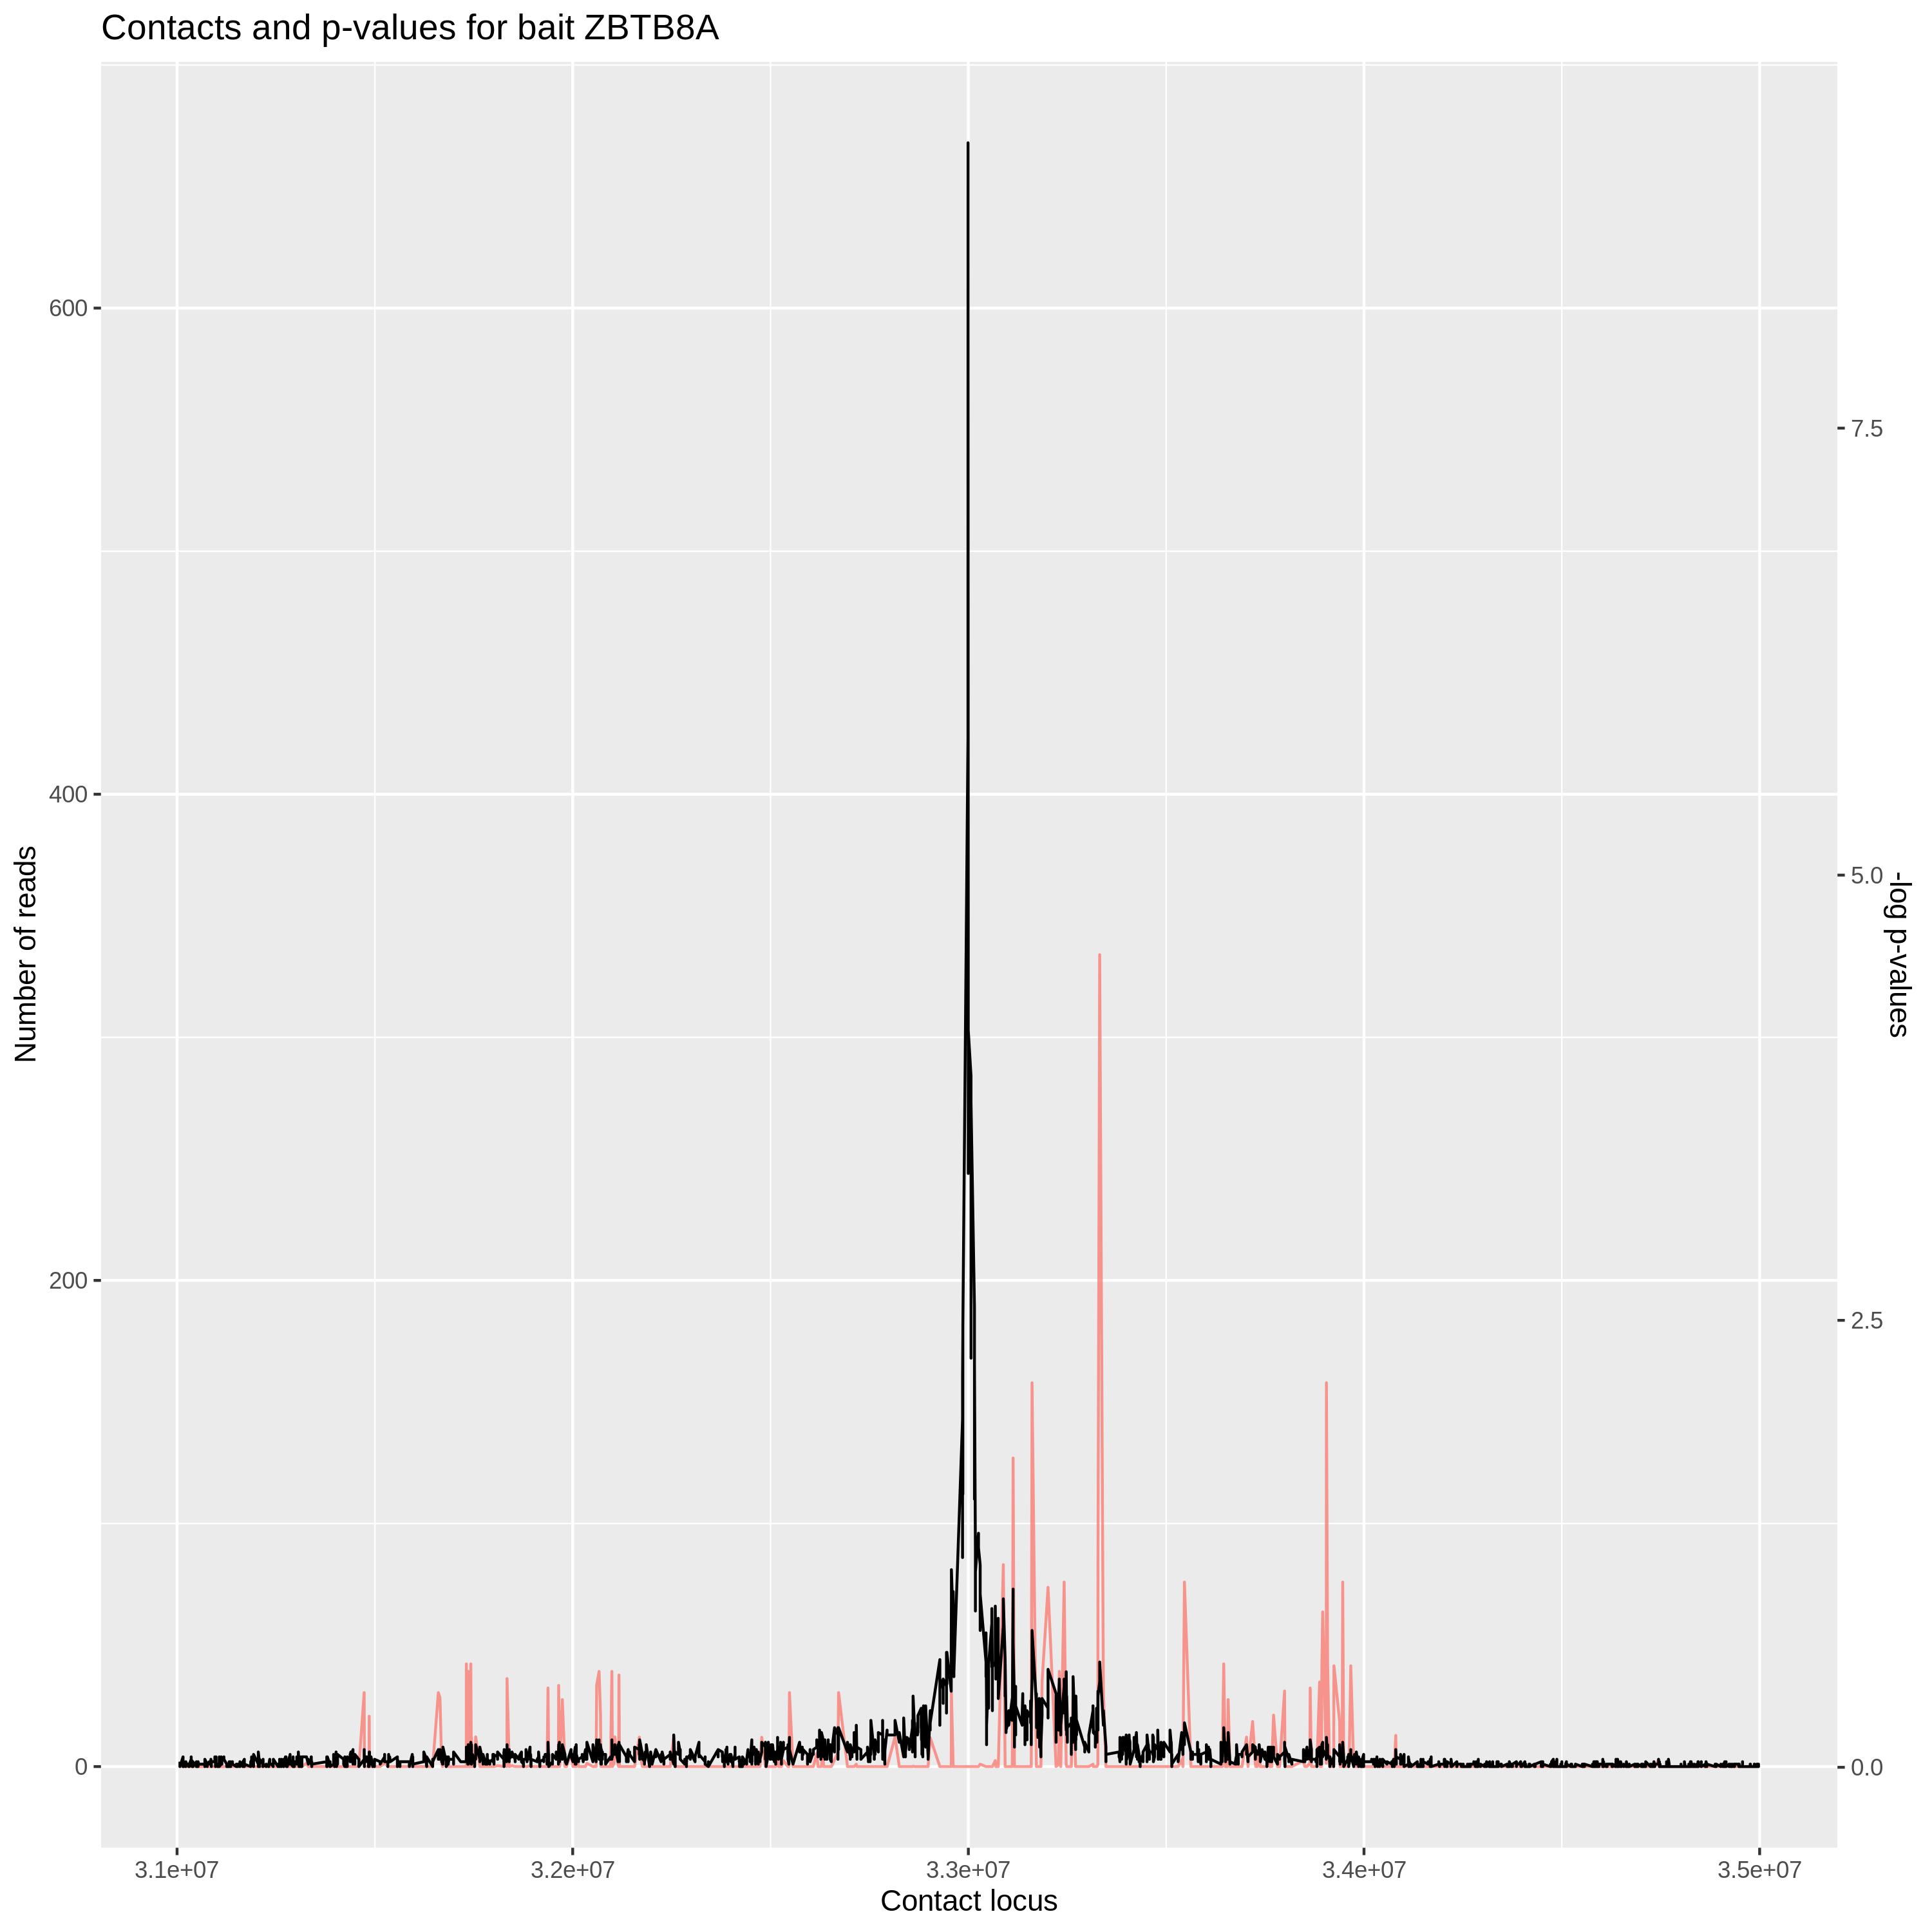 Contacts and p-values for bait ZBTB8A
Number of reads
600
400
200
0
7.5
5.0
2.5
0.0
-log p-values
3.1e+07
3.2e+07
3.3e+07
3.4e+07
3.5e+07
Contact locus